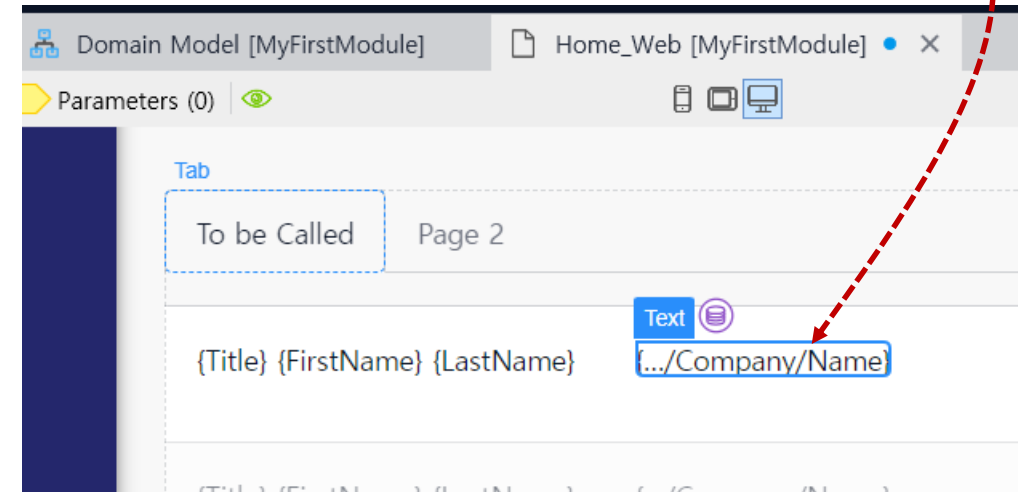 Domain Model [MyFirstModule]
Home_Web [MyFirstModule]
Parameters (0)
Tab
To be Called
Page 2
Text
{Title} {FirstName} {LastName}
{.../Company/Name}